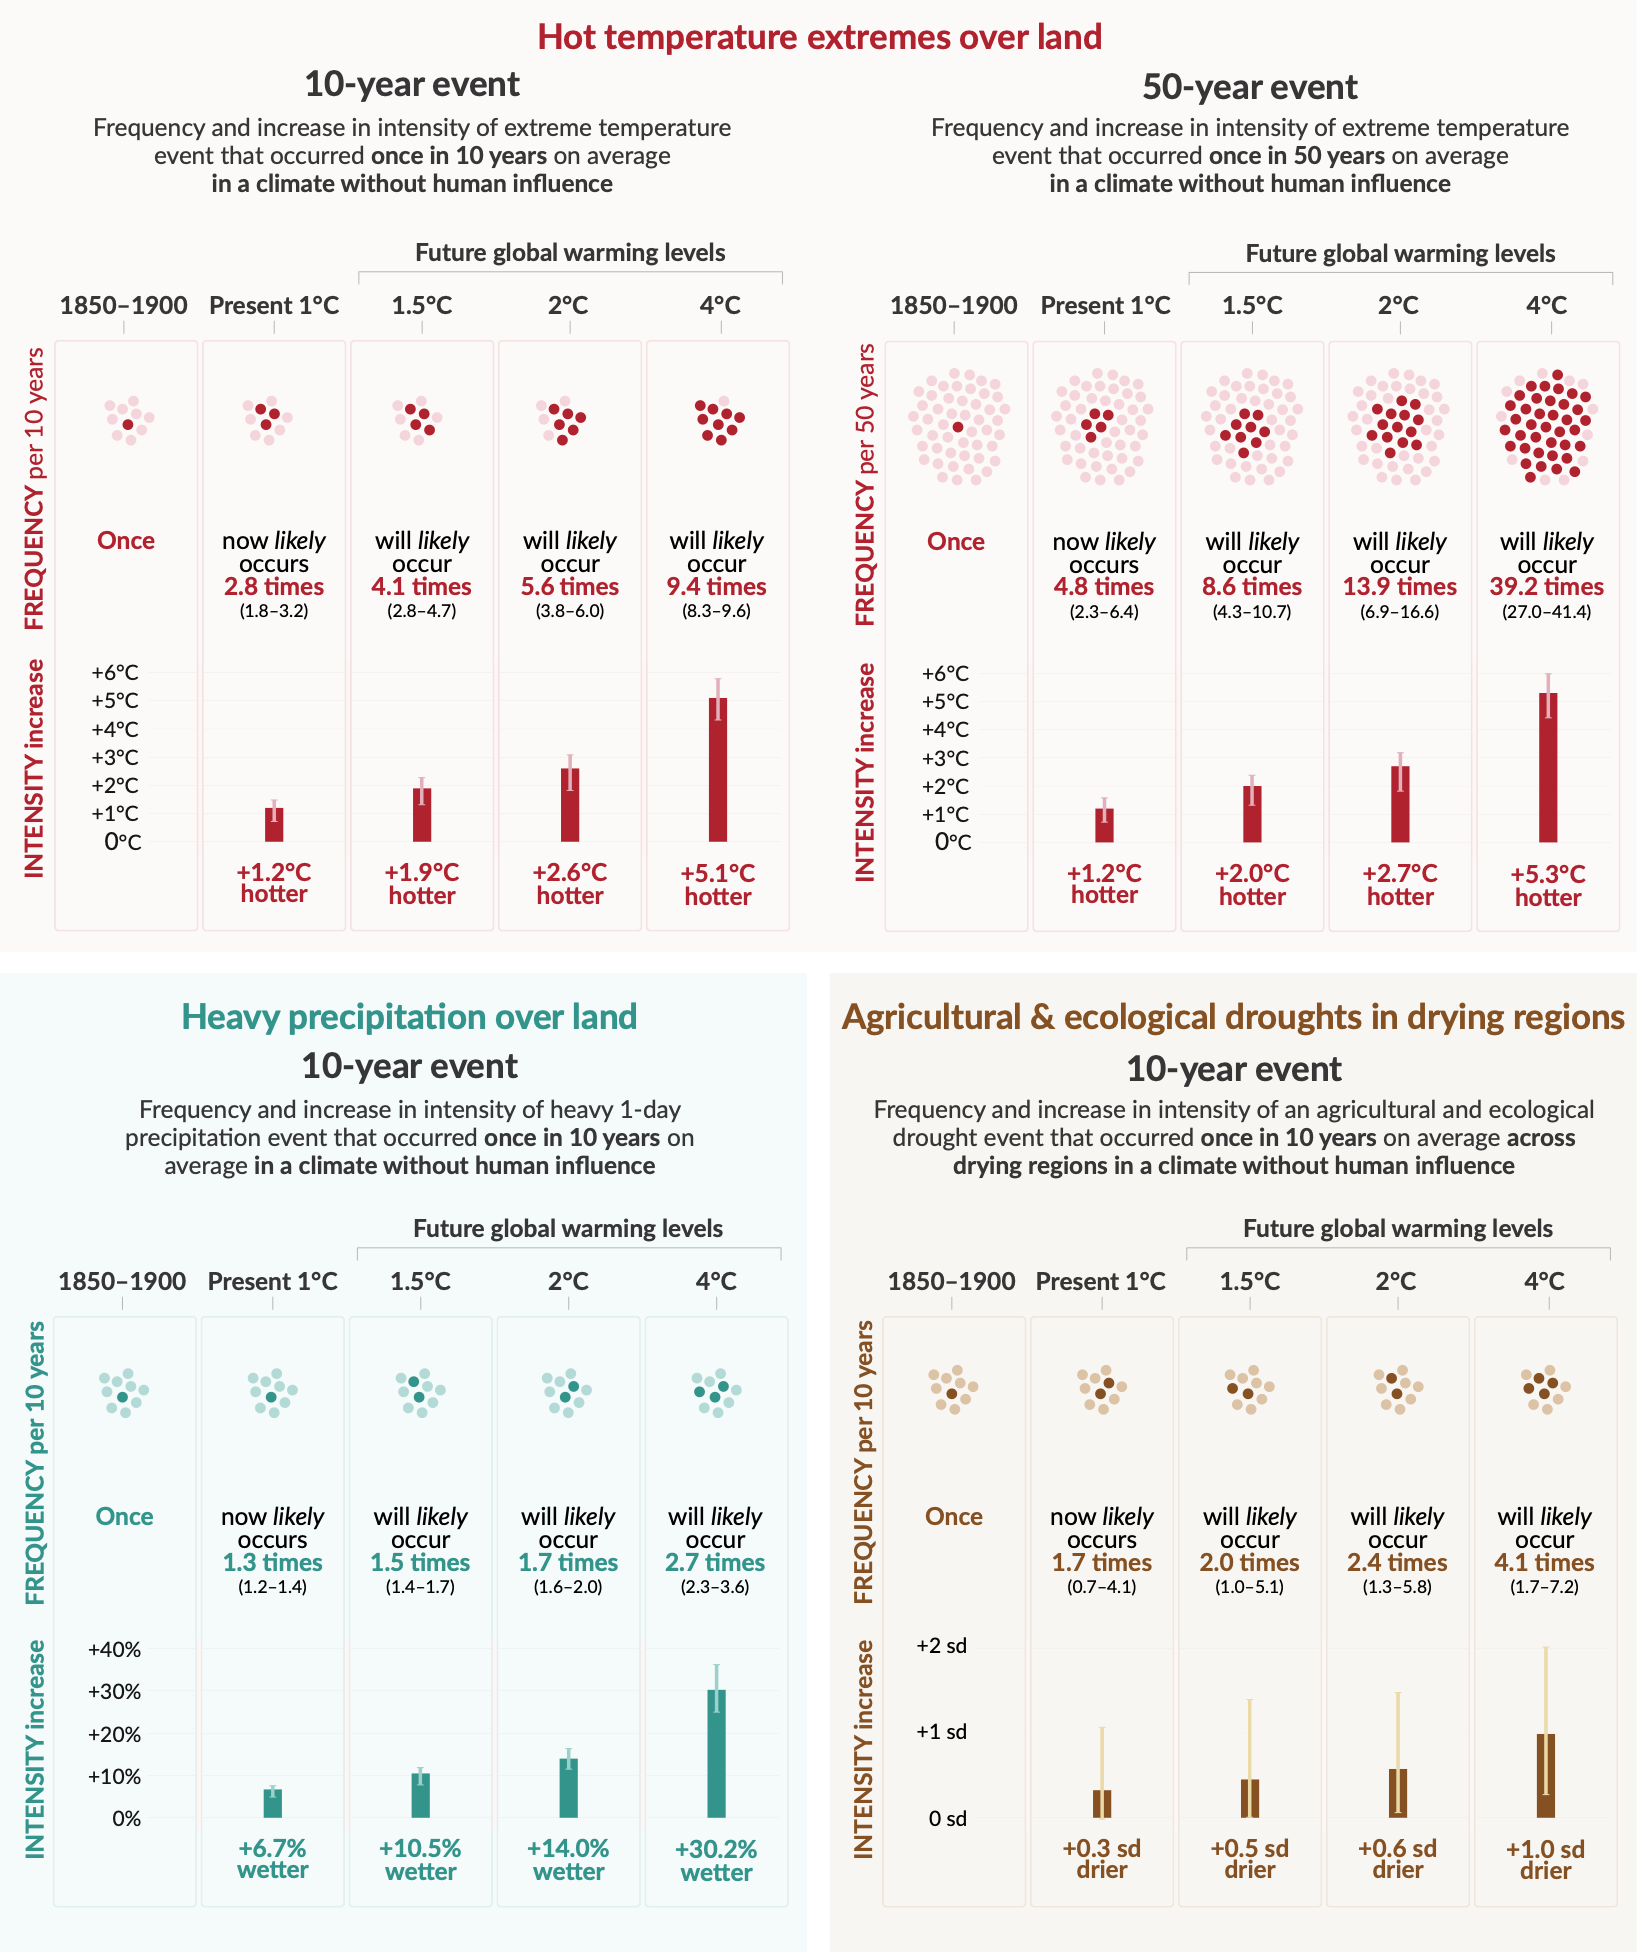 Hot temperature extremes over land
10-year event
Frequency and increase in intensity of extreme temperature
event that occurred once in 10 years on average
in a climate without human influence
Future global warming levels
1850–1900 Present 1°C 1.5°C 2°C 4°C
FREQUENCY per 10 years
Once
now likely occurs 2.8 times (1.8–3.2)
will likely occur 4.1 times (2.8–4.7)
will likely occur 5.6 times (3.8–6.0)
will likely occur 9.4 times (8.3–9.6)
INTENSITY increase
+6°C
+5°C
+4°C
+3°C
+2°C
+1°C
0°C
+1.2°C hotter
+1.9°C hotter
+2.6°C hotter
+5.1°C hotter
50-year event
Frequency and increase in intensity of extreme temperature
event that occurred once in 50 years on average
in a climate without human influence
Future global warming levels
1850–1900 Present 1°C 1.5°C 2°C 4°C
FREQUENCY per 50 years
Once
now likely occurs 4.8 times (2.3–6.4)
will likely occur 8.6 times (4.3–10.7)
will likely occur 13.9 times (6.9–16.6)
will likely occur 39.2 times (27.0–41.4)
INTENSITY increase
+6°C
+5°C
+4°C
+3°C
+2°C
+1°C
0°C
+1.2°C hotter
+2.0°C hotter
+2.7°C hotter
+5.3°C hotter
Heavy precipitation over land
10-year event
Frequency and increase in intensity of heavy 1-day
precipitation event that occurred once in 10 years on
average in a climate without human influence
Future global warming levels
1850–1900 Present 1°C 1.5°C 2°C 4°C
FREQUENCY per 10 years
Once
now likely occurs 1.3 times (1.2–1.4)
will likely occur 1.5 times (1.4–1.7)
will likely occur 1.7 times (1.6–2.0)
will likely occur 2.7 times (2.3–3.6)
INTENSITY increase
+40%
+30%
+20%
+10%
0%
+6.7% wetter
+10.5% wetter
+14.0% wetter
+30.2% wetter
Agricultural & ecological droughts in drying regions
10-year event
Frequency and increase in intensity of an agricultural and ecological
drought event that occurred once in 10 years on average across
drying regions in a climate without human influence
Future global warming levels
1850–1900 Present 1°C 1.5°C 2°C 4°C
FREQUENCY per 10 years
Once
now likely occurs 1.7 times (0.7–4.1)
will likely occur 2.0 times (1.0–5.1)
will likely occur 2.4 times (1.3–5.8)
will likely occur 4.1 times (1.7–7.2)
INTENSITY increase
+2 sd
+1 sd
0 sd
+0.3 sd drier
+0.5 sd drier
+0.6 sd drier
+1.0 sd drier